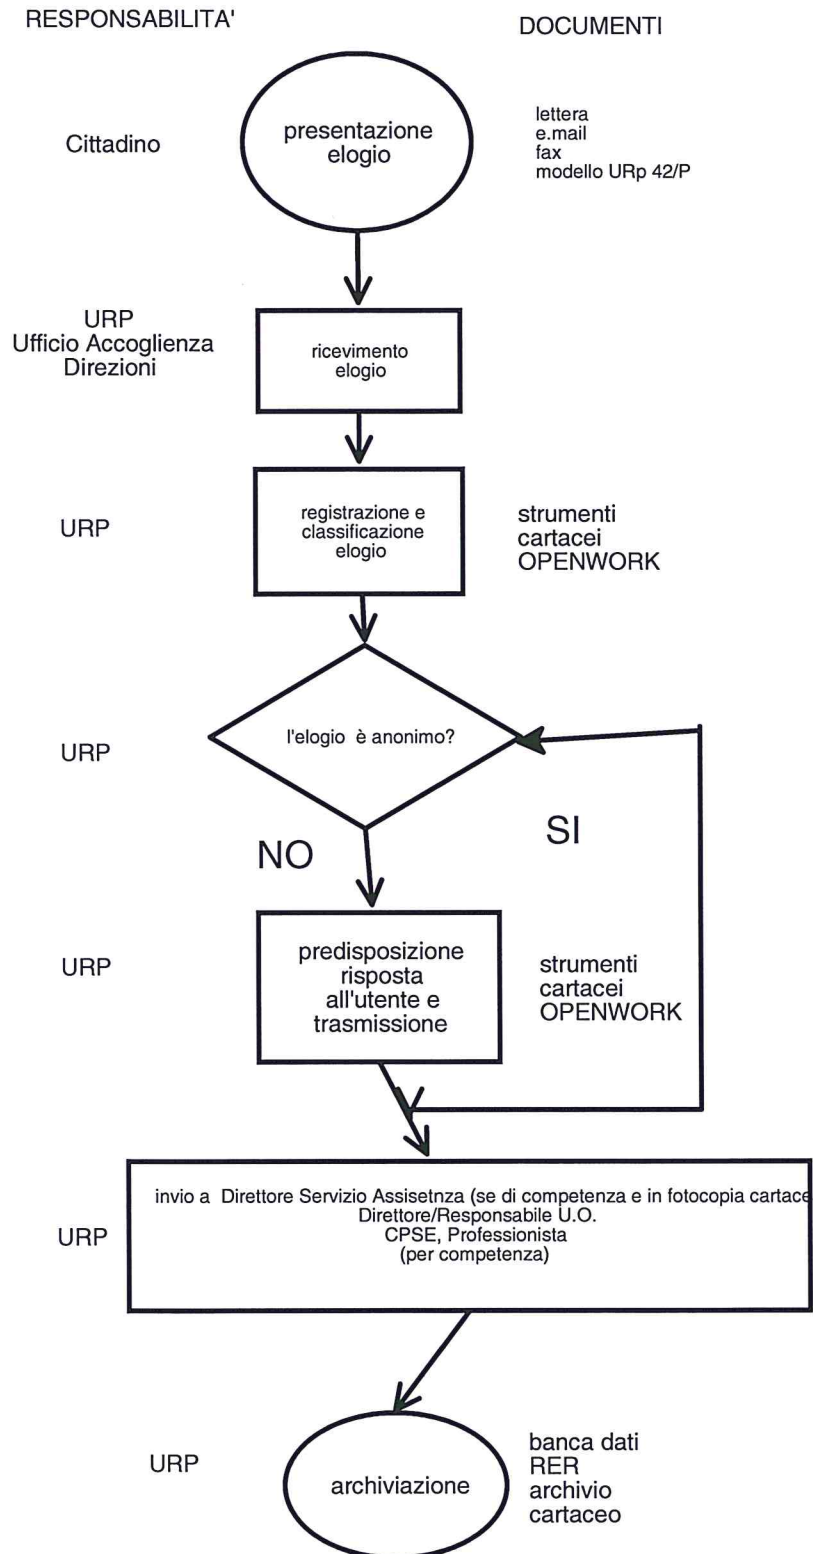 RESPONSABILITA'
DOCUMENTI
Cittadino
presentazione
elogio
lettera
e.mail
fax
modello URp 42/P
URP
Ufficio Accoglienza
Direzioni
ricevimento
elogio
URP
registrazione e
classificazione
elogio
strumenti
cartacei
OPENWORK
URP
l'elogio è anonimo?
NO
SI
URP
predisposizione
risposta
all'utente e
trasmissione
strumenti
cartacei
OPENWORK
URP
invio a Direttore Servizio Assisetnza (se di competenza e in fotocopia cartace
Direttore/Responsabile U.O.
CPSE, Professionista
(per competenza)
URP
archiviazione
banca dati
RER
archivio
cartaceo